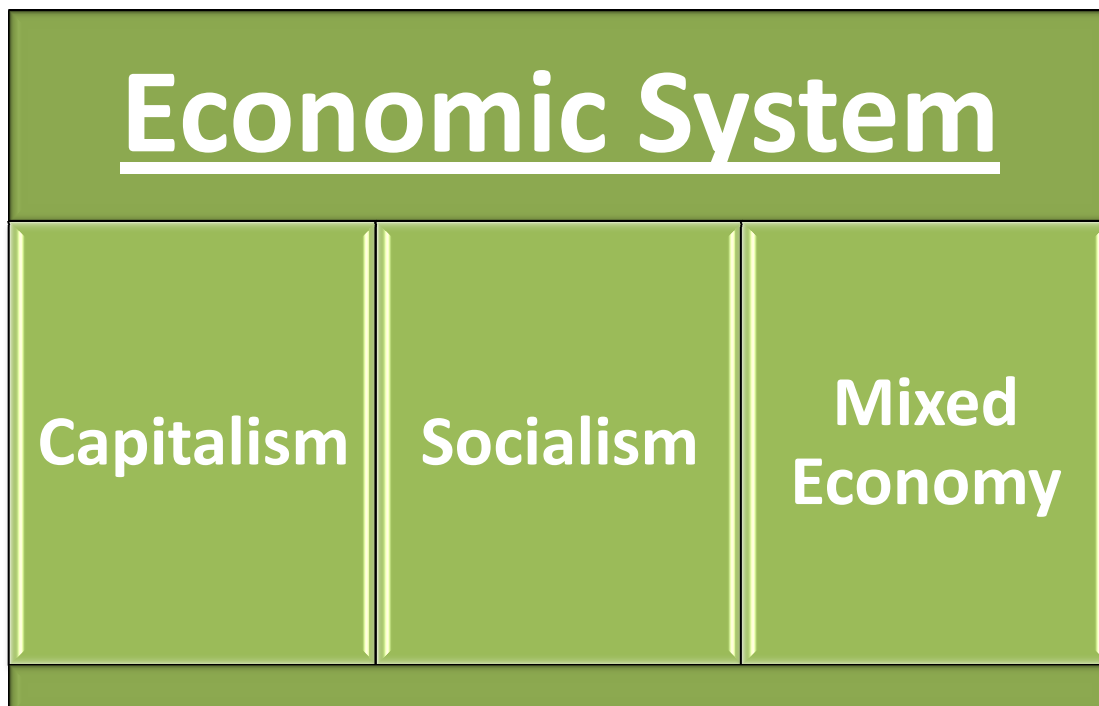 Economic System
Capitalism
Socialism
Mixed
Economy